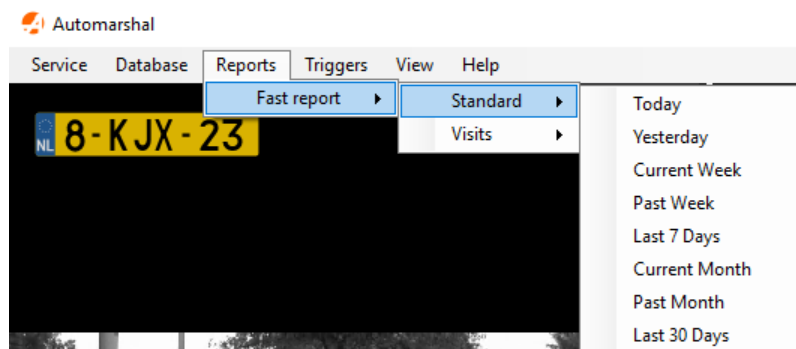 Automarshal
Service Database Reports Triggers View Help
Fast report
Standard
Visits
Today
Yesterday
Current Week
Past Week
Last 7 Days
Current Month
Past Month
Last 30 Days
NL 8-KJX-23